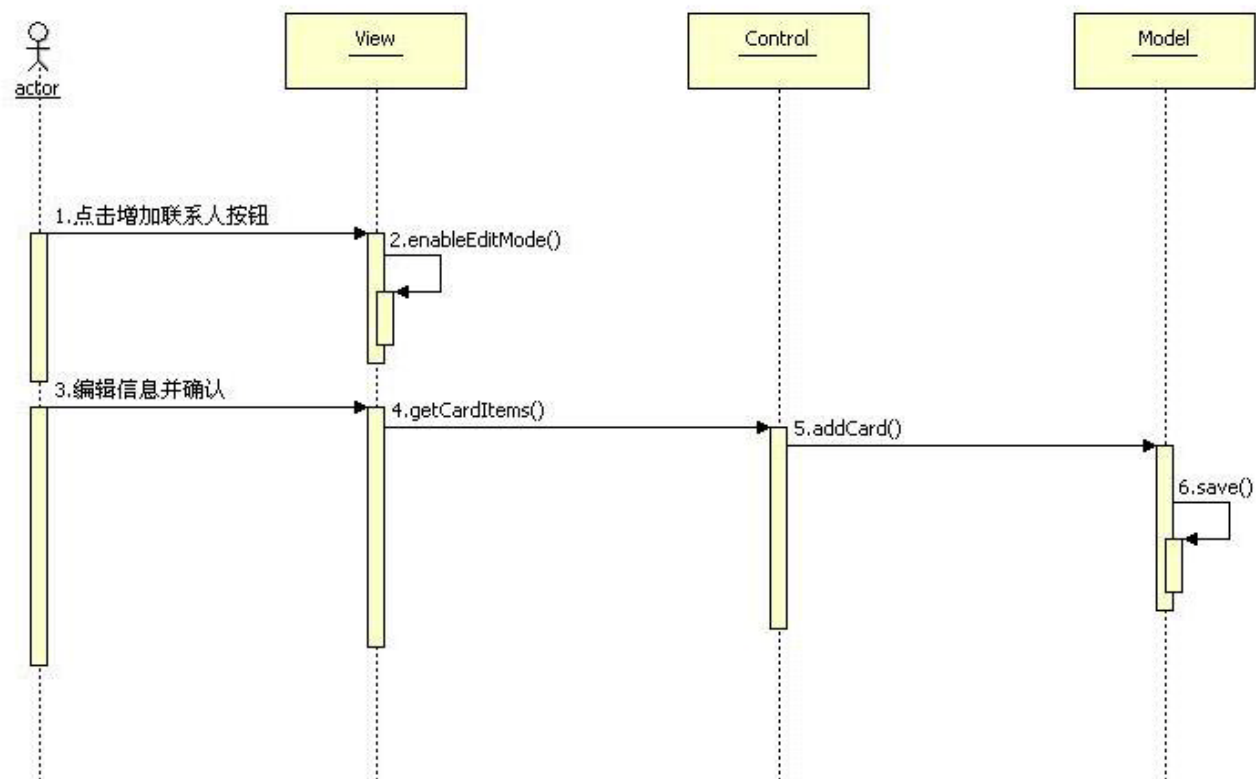 actor
View
Control
Model
1.点击增加联系人按钮
2.enableEditMode()
3.编辑信息并确认
4.getCardItems()
5.addCard()
6.save()